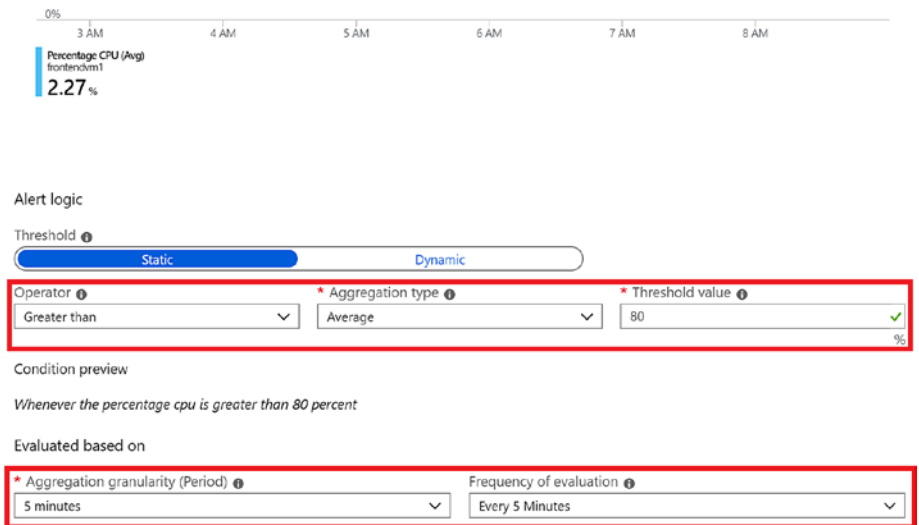 0%
3 AM 4 AM 5 AM 6 AM 7 AM 8 AM
Percentage CPU (Avg)
frontendvm1
2.27 %
Alert logic
Threshold
Static Dynamic
Operator * Aggregation type * Threshold value
Greater than Average 80
%
Condition preview
Whenever the percentage cpu is greater than 80 percent
Evaluated based on
* Aggregation granularity (Period) Frequency of evaluation
5 minutes Every 5 Minutes